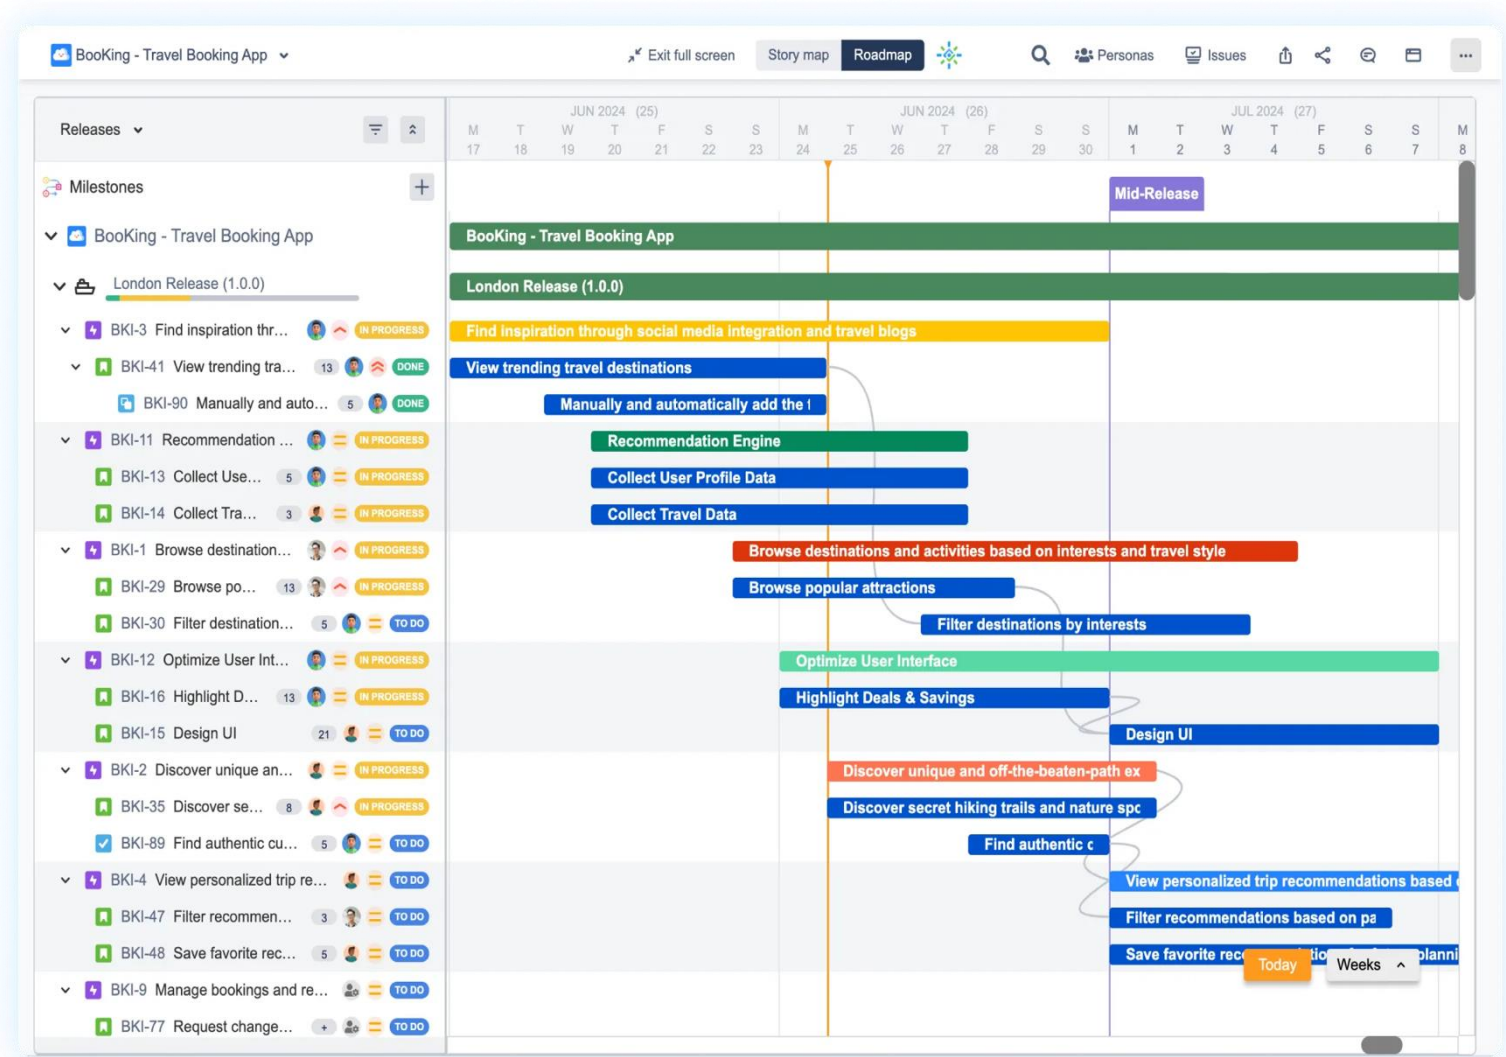 BooKing - Travel Booking App
Exit full screen
Story map
Roadmap
Personas
Issues
Releases
JUN 2024 (25)
JUN 2024 (26)
JUL 2024 (27)
M T W T F S S M T W T F S S M T W T F S S M
17 18 19 20 21 22 23 24 25 26 27 28 29 30 1 2 3 4 5 6 7 8
Milestones
+
Mid-Release
BooKing - Travel Booking App
BooKing - Travel Booking App
London Release (1.0.0)
London Release (1.0.0)
BKI-3 Find inspiration thr... IN PROGRESS
Find inspiration through social media integration and travel blogs
BKI-41 View trending tra... 13 DONE
View trending travel destinations
BKI-90 Manually and auto... 5 DONE
Manually and automatically add the t
BKI-11 Recommendation ... IN PROGRESS
Recommendation Engine
BKI-13 Collect Use... 5 IN PROGRESS
Collect User Profile Data
BKI-14 Collect Tra... 3 IN PROGRESS
Collect Travel Data
BKI-1 Browse destination... IN PROGRESS
Browse destinations and activities based on interests and travel style
BKI-29 Browse po... 13 IN PROGRESS
Browse popular attractions
BKI-30 Filter destination... 5 TO DO
Filter destinations by interests
BKI-12 Optimize User Int... IN PROGRESS
Optimize User Interface
BKI-16 Highlight D... 13 IN PROGRESS
Highlight Deals & Savings
BKI-15 Design UI 21 TO DO
Design UI
BKI-2 Discover unique an... IN PROGRESS
Discover unique and off-the-beaten-path ex
BKI-35 Discover se... 8 IN PROGRESS
Discover secret hiking trails and nature spc
BKI-89 Find authentic cu... 5 TO DO
Find authentic c
BKI-4 View personalized trip re... TO DO
View personalized trip recommendations based
BKI-47 Filter recommen... 3 TO DO
Filter recommendations based on pa
BKI-48 Save favorite rec... 5 TO DO
Save favorite rec
Today
Weeks
BKI-9 Manage bookings and re... TO DO
BKI-77 Request change... + TO DO